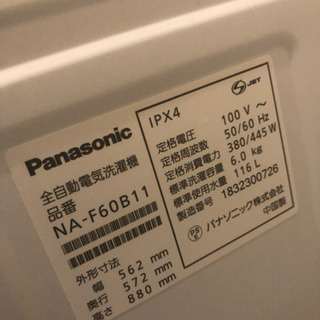 Panasonic
全自動電気洗濯機
品番
NA-F60B11
外形寸法
幅 562 mm
奥行 572 mm
高さ 880 mm
IPX4
JET
定格電圧 100 V ～
定格周波数 50/60 Hz
定格消費電力 380/445W
標準洗濯容量 6.0 kg
標準使用水量 116 L
製造番号 1832300726
PS E
パナソニック株式会社
中国製